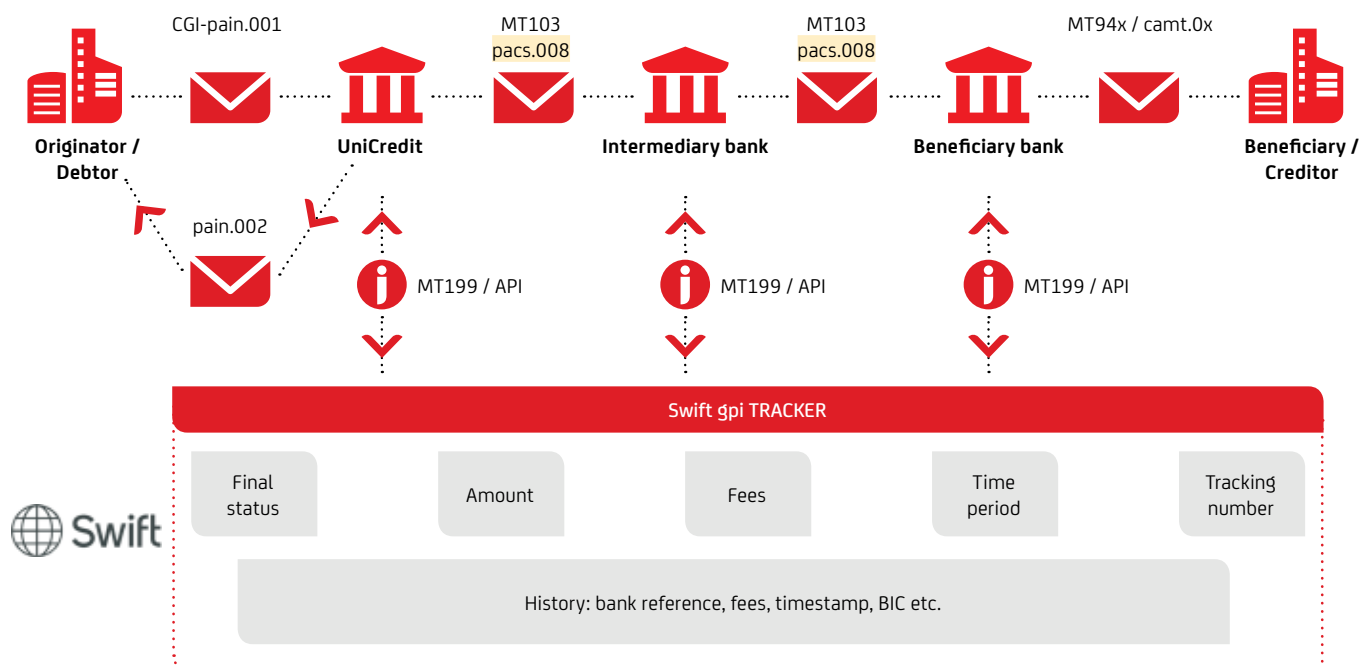 CGI-pain.001
MT103
pacs.008
MT103
pacs.008
MT94x / camt.0x
Originator /
Debtor
UniCredit
Intermediary bank
Beneficiary bank
Beneficiary /
Creditor
pain.002
MT199 / API
MT199 / API
MT199 / API
Swift gpi TRACKER
Final
status
Amount
Fees
Time
period
Tracking
number
Swift
History: bank reference, fees, timestamp, BIC etc.